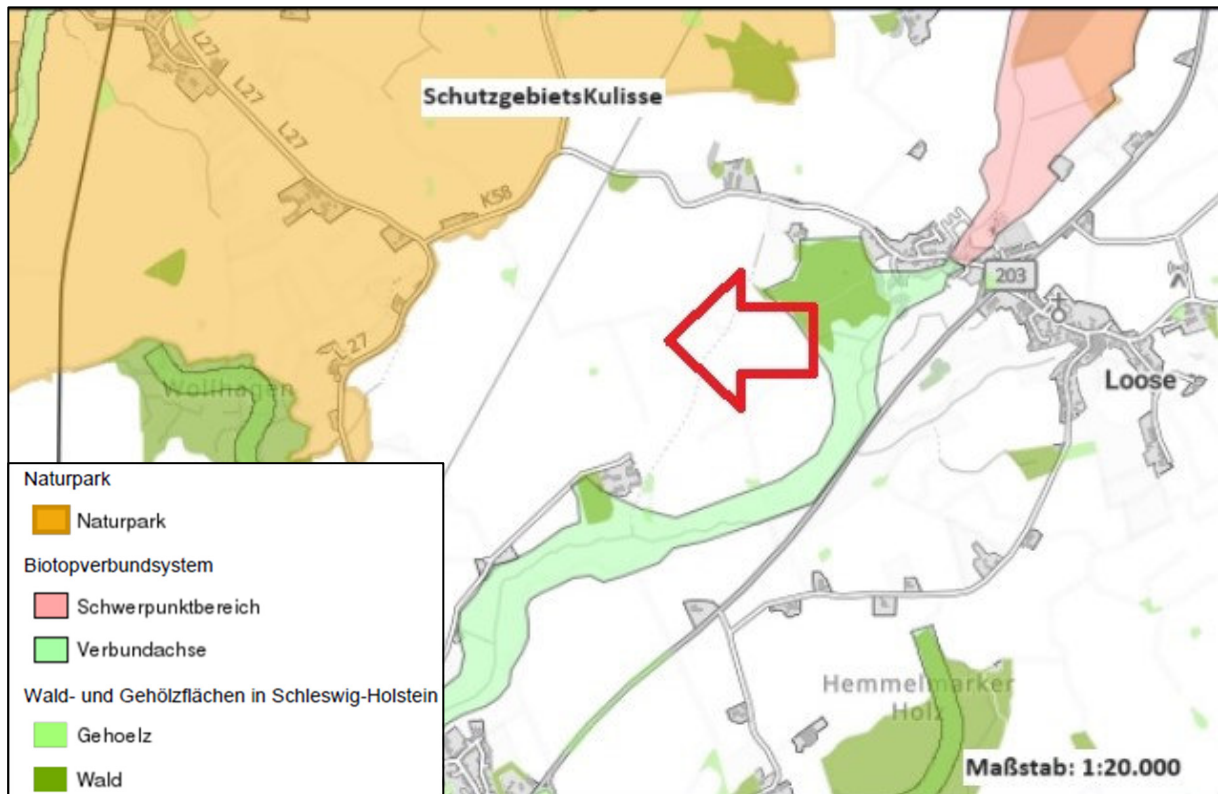 L27
L27
L27
SchutzgebietsKulisse
K58
203
L 27
Wolfhagen
Loose
Naturpark
Naturpark
Biotopverbundsystem
Schwerpunktbereich
Verbundachse
Wald- und Gehölzflächen in Schleswig-Holstein
Gehoelz
Wald
Hemmelmarker
Holz
Maßstab: 1:20.000